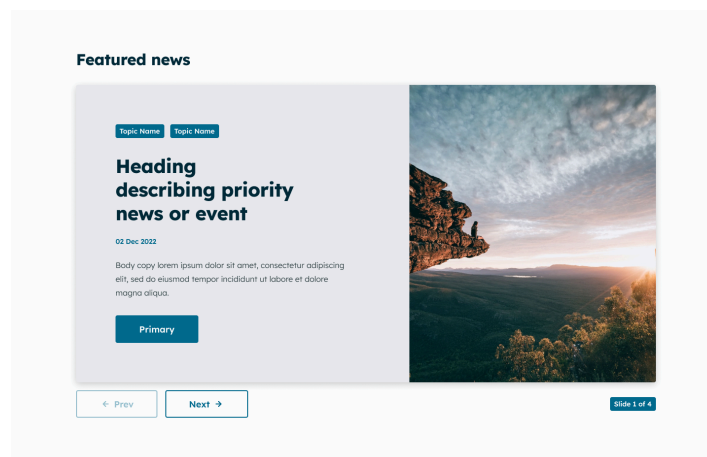 Featured news
Topic Name Topic Name
Heading
describing priority
news or event
02 Dec 2022
Body copy lorem ipsum dolor sit amet, consectetur adipiscing
elit, sed do eiusmod tempor incididunt ut labore et dolore
magna aliqua.
Primary
← Prev Next → Slide 1 of 4